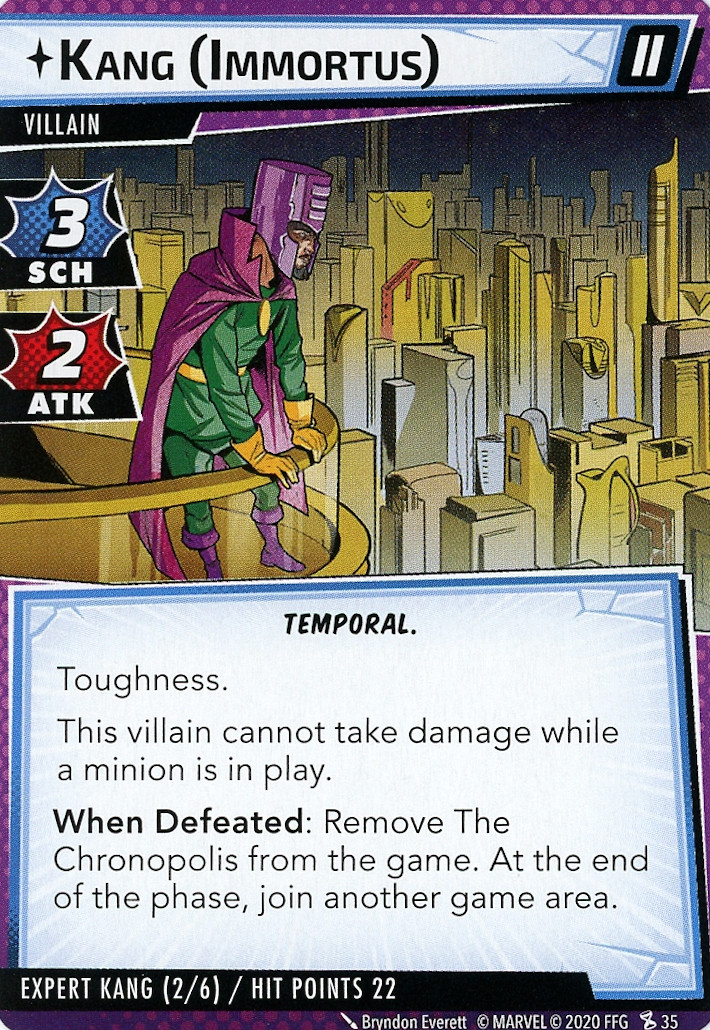 Kang (Immortus)
II
VILLAIN
3
SCH
2
ATK
TEMPORAL.
Toughness.
This villain cannot take damage while
a minion is in play.
When Defeated: Remove The
Chronopolis from the game. At the end
of the phase, join another game area.
EXPERT KANG (2/6) / HIT POINTS 22
Bryndon Everett © MARVEL © 2020 FFG 35